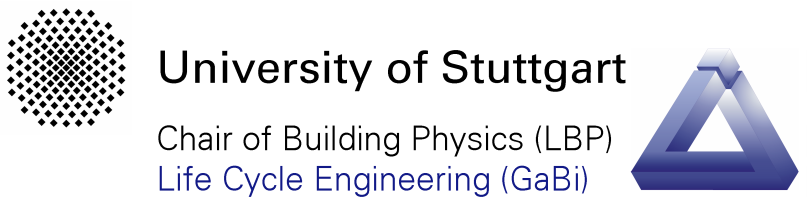 University of Stuttgart
Chair of Building Physics (LBP)
Life Cycle Engineering (GaBi)